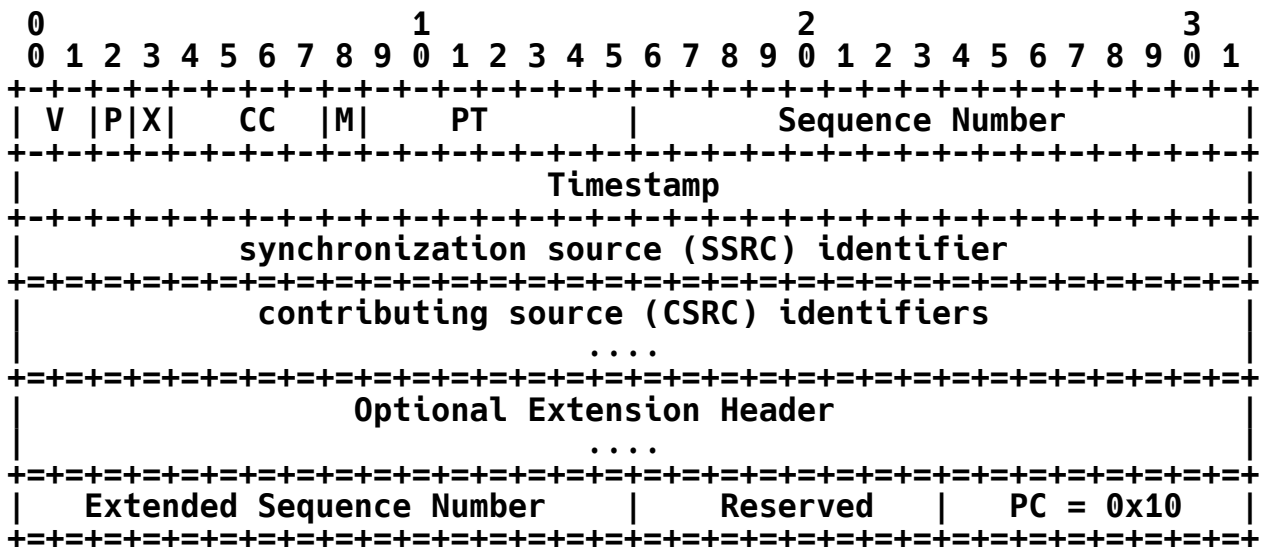 0                   1                   2                   3
 0 1 2 3 4 5 6 7 8 9 0 1 2 3 4 5 6 7 8 9 0 1 2 3 4 5 6 7 8 9 0 1
+-+-+-+-+-+-+-+-+-+-+-+-+-+-+-+-+-+-+-+-+-+-+-+-+-+-+-+-+-+-+-+-+
| V |P|X|   CC  |M|    PT       |       Sequence Number         |
+-+-+-+-+-+-+-+-+-+-+-+-+-+-+-+-+-+-+-+-+-+-+-+-+-+-+-+-+-+-+-+-+
|                           Timestamp                           |
+-+-+-+-+-+-+-+-+-+-+-+-+-+-+-+-+-+-+-+-+-+-+-+-+-+-+-+-+-+-+-+-+
|           synchronization source (SSRC) identifier            |
+=+=+=+=+=+=+=+=+=+=+=+=+=+=+=+=+=+=+=+=+=+=+=+=+=+=+=+=+=+=+=+=+
|            contributing source (CSRC) identifiers             |
|                             ....                              |
+=+=+=+=+=+=+=+=+=+=+=+=+=+=+=+=+=+=+=+=+=+=+=+=+=+=+=+=+=+=+=+=+
|                 Optional Extension Header                     |
|                             ....                              |
+=+=+=+=+=+=+=+=+=+=+=+=+=+=+=+=+=+=+=+=+=+=+=+=+=+=+=+=+=+=+=+=+
|   Extended Sequence Number    |    Reserved   |   PC = 0x10   |
+=+=+=+=+=+=+=+=+=+=+=+=+=+=+=+=+=+=+=+=+=+=+=+=+=+=+=+=+=+=+=+=+